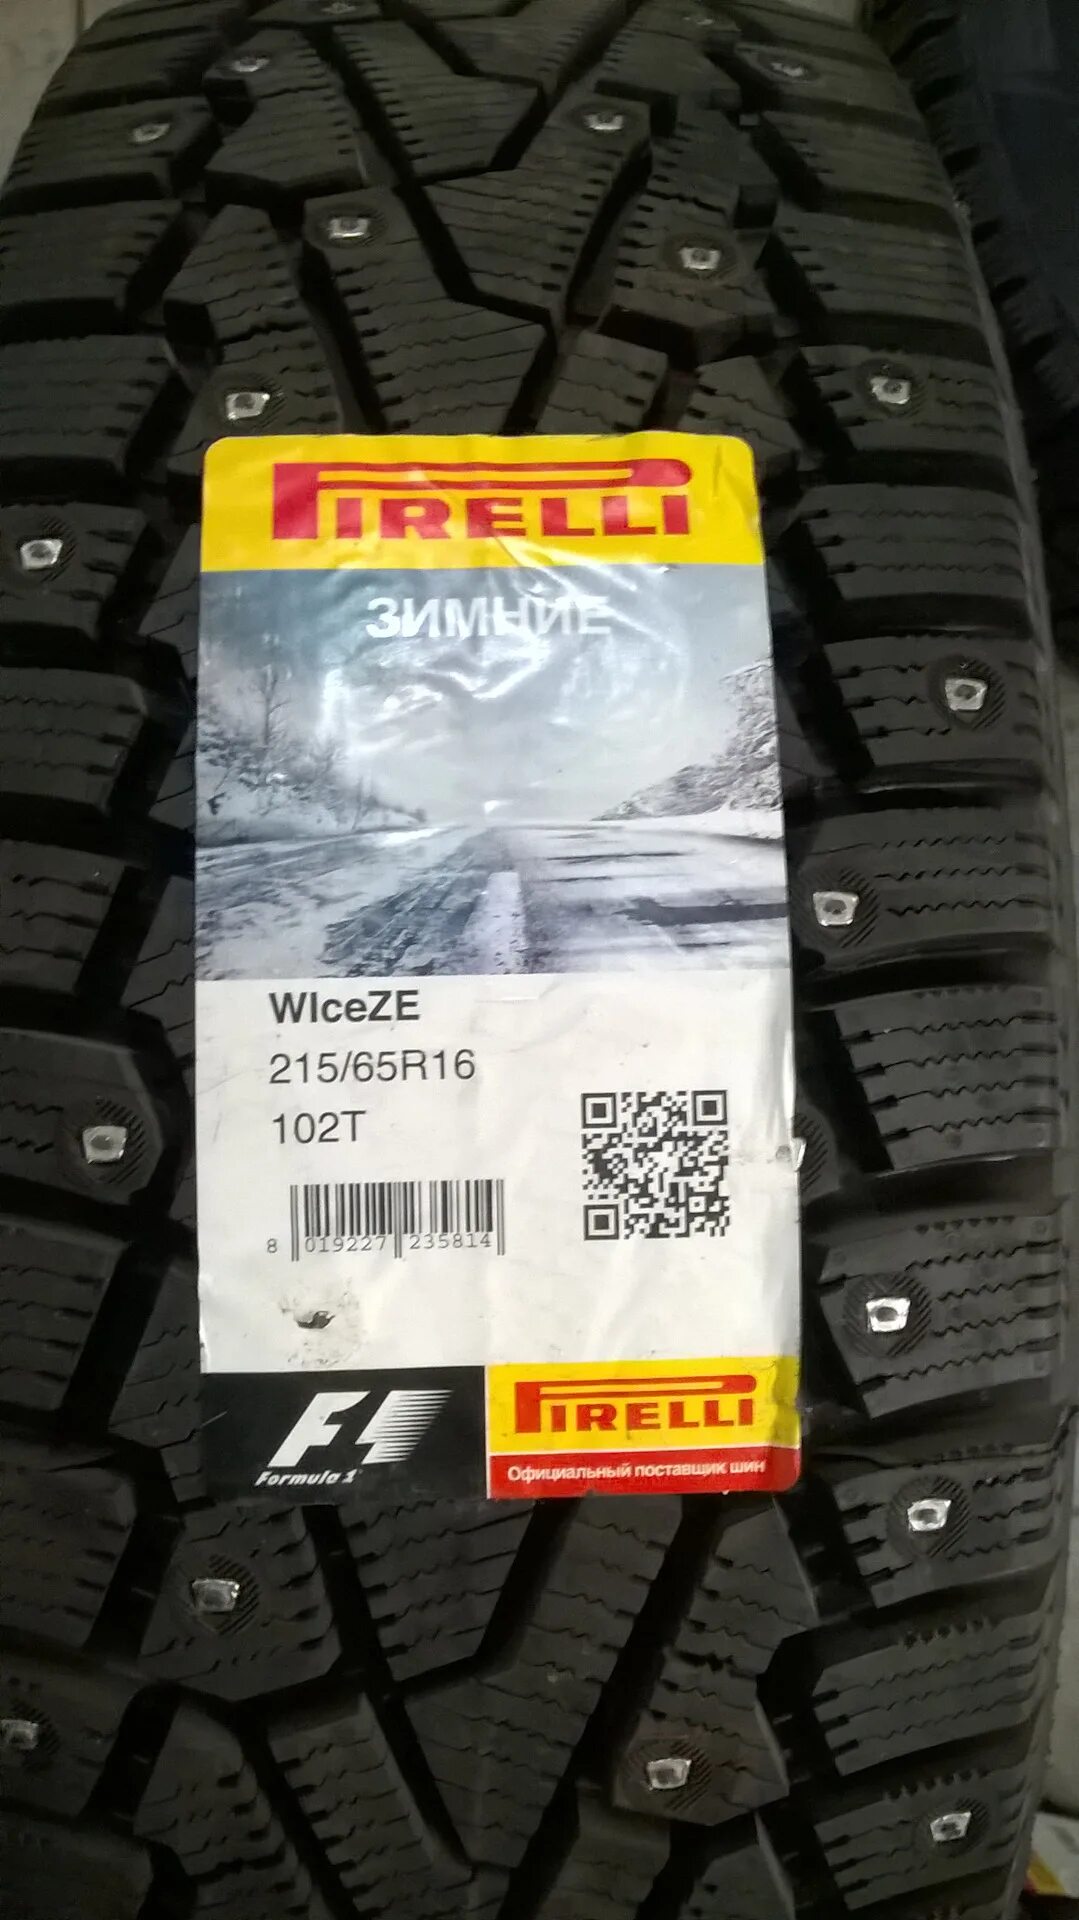 PIRELLI
ЗИМНИЕ
WIceZE
215/65R16
102T
8 019227 235814
F1
Formula 1
PIRELLI
Официальный поставщик шин